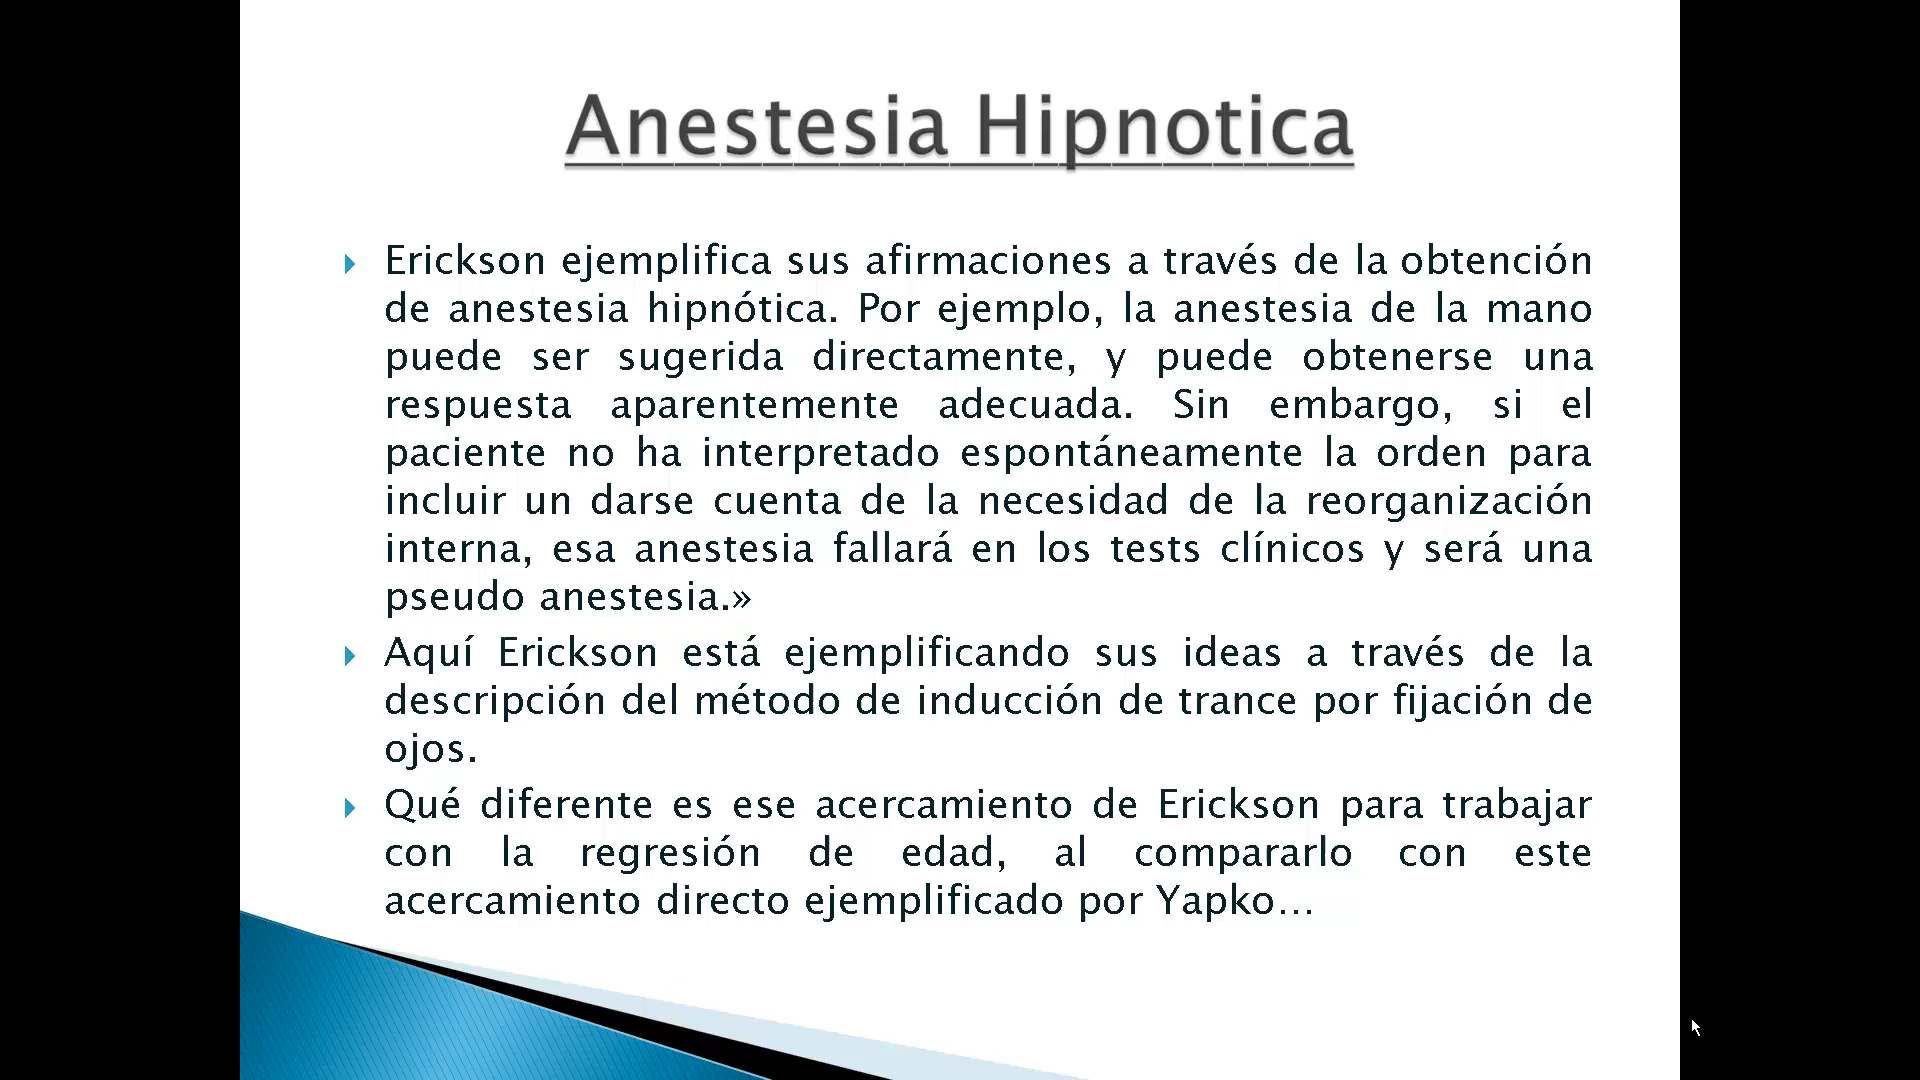 Anestesia Hipnotica
Erickson ejemplifica sus afirmaciones a través de la obtención
de anestesia hipnótica. Por ejemplo, la anestesia de la mano
puede ser sugerida directamente, y puede obtenerse una
respuesta aparentemente adecuada. Sin embargo, si el
paciente no ha interpretado espontáneamente la orden para
incluir un darse cuenta de la necesidad de la reorganización
interna, esa anestesia fallará en los tests clínicos y será una
pseudo anestesia.»
Aquí Erickson está ejemplificando sus ideas a través de la
descripción del método de inducción de trance por fijación de
ojos.
Qué diferente es ese acercamiento de Erickson para trabajar
con la regresión de edad, al compararlo con este
acercamiento directo ejemplificado por Yapko…